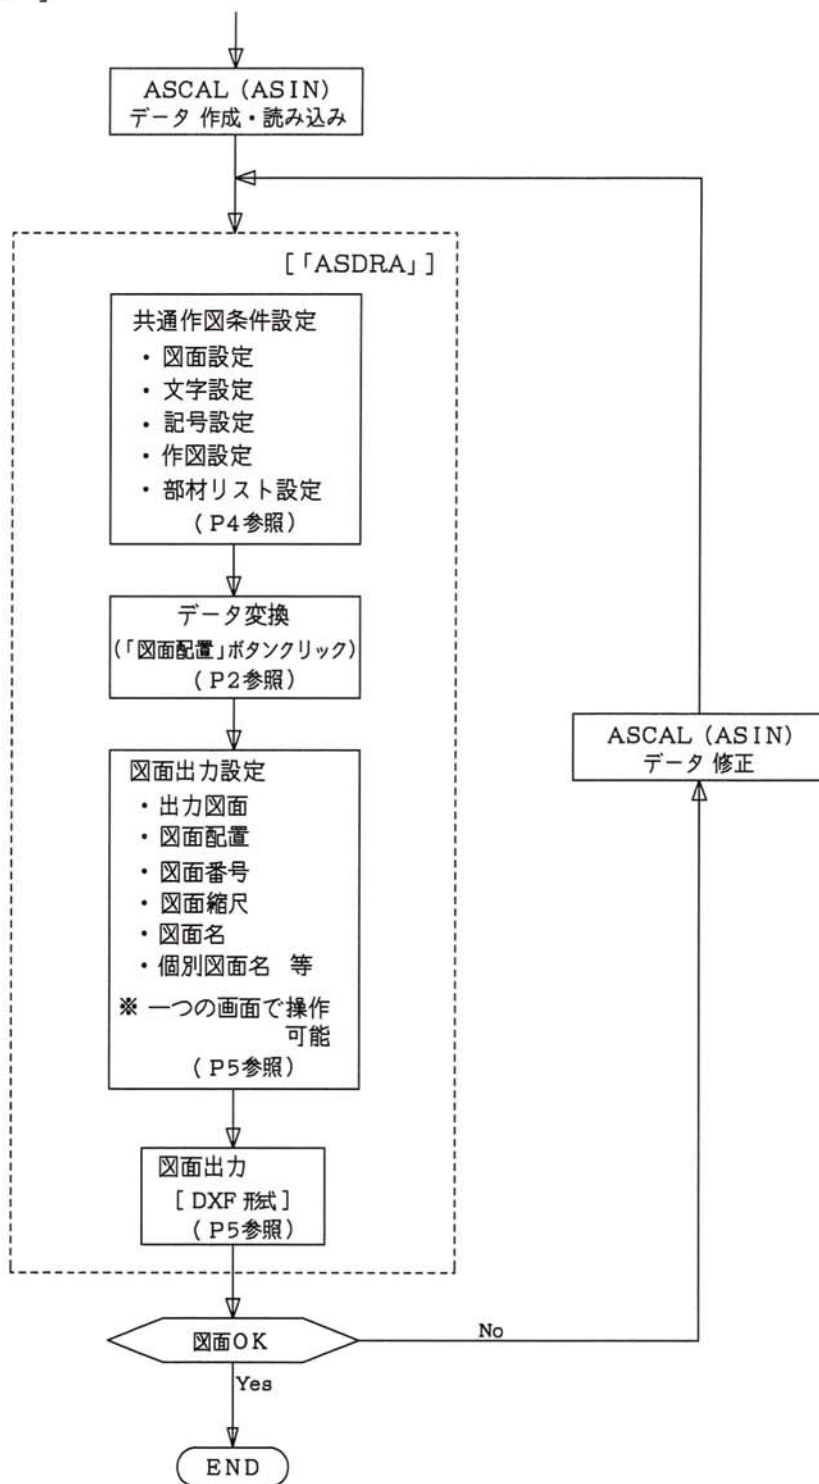 ]
ASCAL (ASIN)
データ 作成・読み込み
[「ASDRA」]
共通作図条件設定
・ 図面設定
・ 文字設定
・ 記号設定
・ 作図設定
・ 部材リスト設定
( P4参照)
データ変換
(「図面配置」ボタンクリック)
( P2参照)
図面出力設定
・ 出力図面
・ 図面配置
・ 図面番号
・ 図面縮尺
・ 図面名
・ 個別図面名 等
※ 一つの画面で操作
可能
( P5参照)
図面出力
[ DXF 形式 ]
( P5参照)
ASCAL (ASIN)
データ 修正
図面OK
No
Yes
END